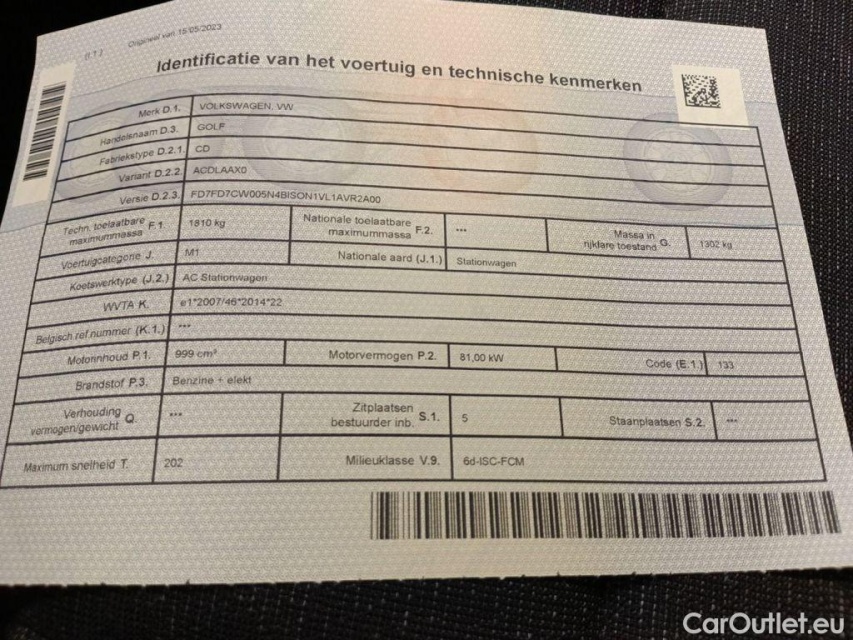 (I 1 )
Origineel van 15/05/2023
Identificatie van het voertuig en technische kenmerken
Merk D.1. VOLKSWAGEN, VW
Handelsnaam D.3. GOLF
Fabriekstype D.2.1. CD
Variant D.2.2. ACDLAAX0
Versie D.2.3. FD7FD7CW005N4BISON1VL1AVR2A00
Techn. toelaatbare maximummassa F.1. 1810 kg Nationale toelaatbare maximummassa F.2. *** Massa in rijklare toestand G. 1302 kg
Voertuigcategorie J. M1 Nationale aard (J.1.) Stationwagen
Koetswerktype (J.2.) AC Stationwagen
WVTA K. e1*2007/46*2014*22
Belgisch ref nummer (K.1.) ***
Motorinhoud P.1. 999 cm³ Motorvermogen P.2. 81,00 kW Code (E.1.) 133
Brandstof P.3. Benzine + elekt
Verhouding vermogen/gewicht Q. *** Zitplaatsen bestuurder inb. S.1. 5 Staanplaatsen S.2. ***
Maximum snelheid T. 202 Milieuklasse V.9. 6d-ISC-FCM
CarOutlet.eu